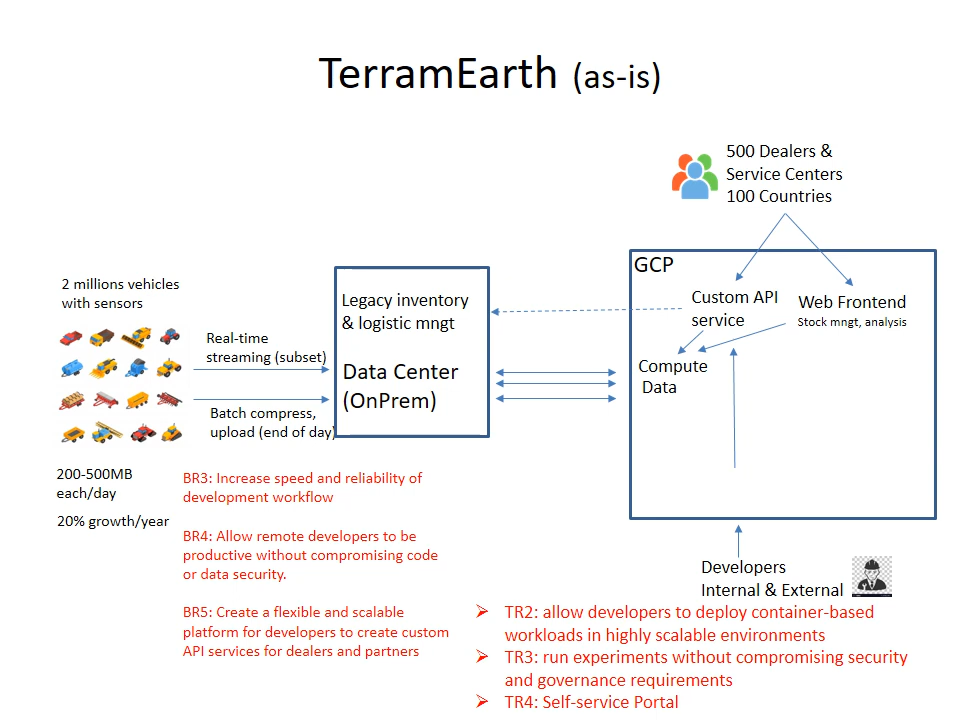 TerramEarth (as-is)
500 Dealers &
Service Centers
100 Countries
GCP
2 millions vehicles
with sensors
Legacy inventory
& logistic mngt
Custom API
service
Web Frontend
Stock mngt, analysis
Real-time
streaming (subset)
Data Center
(OnPrem)
Compute
Data
Batch compress,
upload (end of day)
200-500MB
each/day
20% growth/year
BR3: Increase speed and reliability of
development workflow
BR4: Allow remote developers to be
productive without compromising code
or data security.
BR5: Create a flexible and scalable
platform for developers to create custom
API services for dealers and partners
Developers
Internal & External
TR2: allow developers to deploy container-based
workloads in highly scalable environments
TR3: run experiments without compromising security
and governance requirements
TR4: Self-service Portal